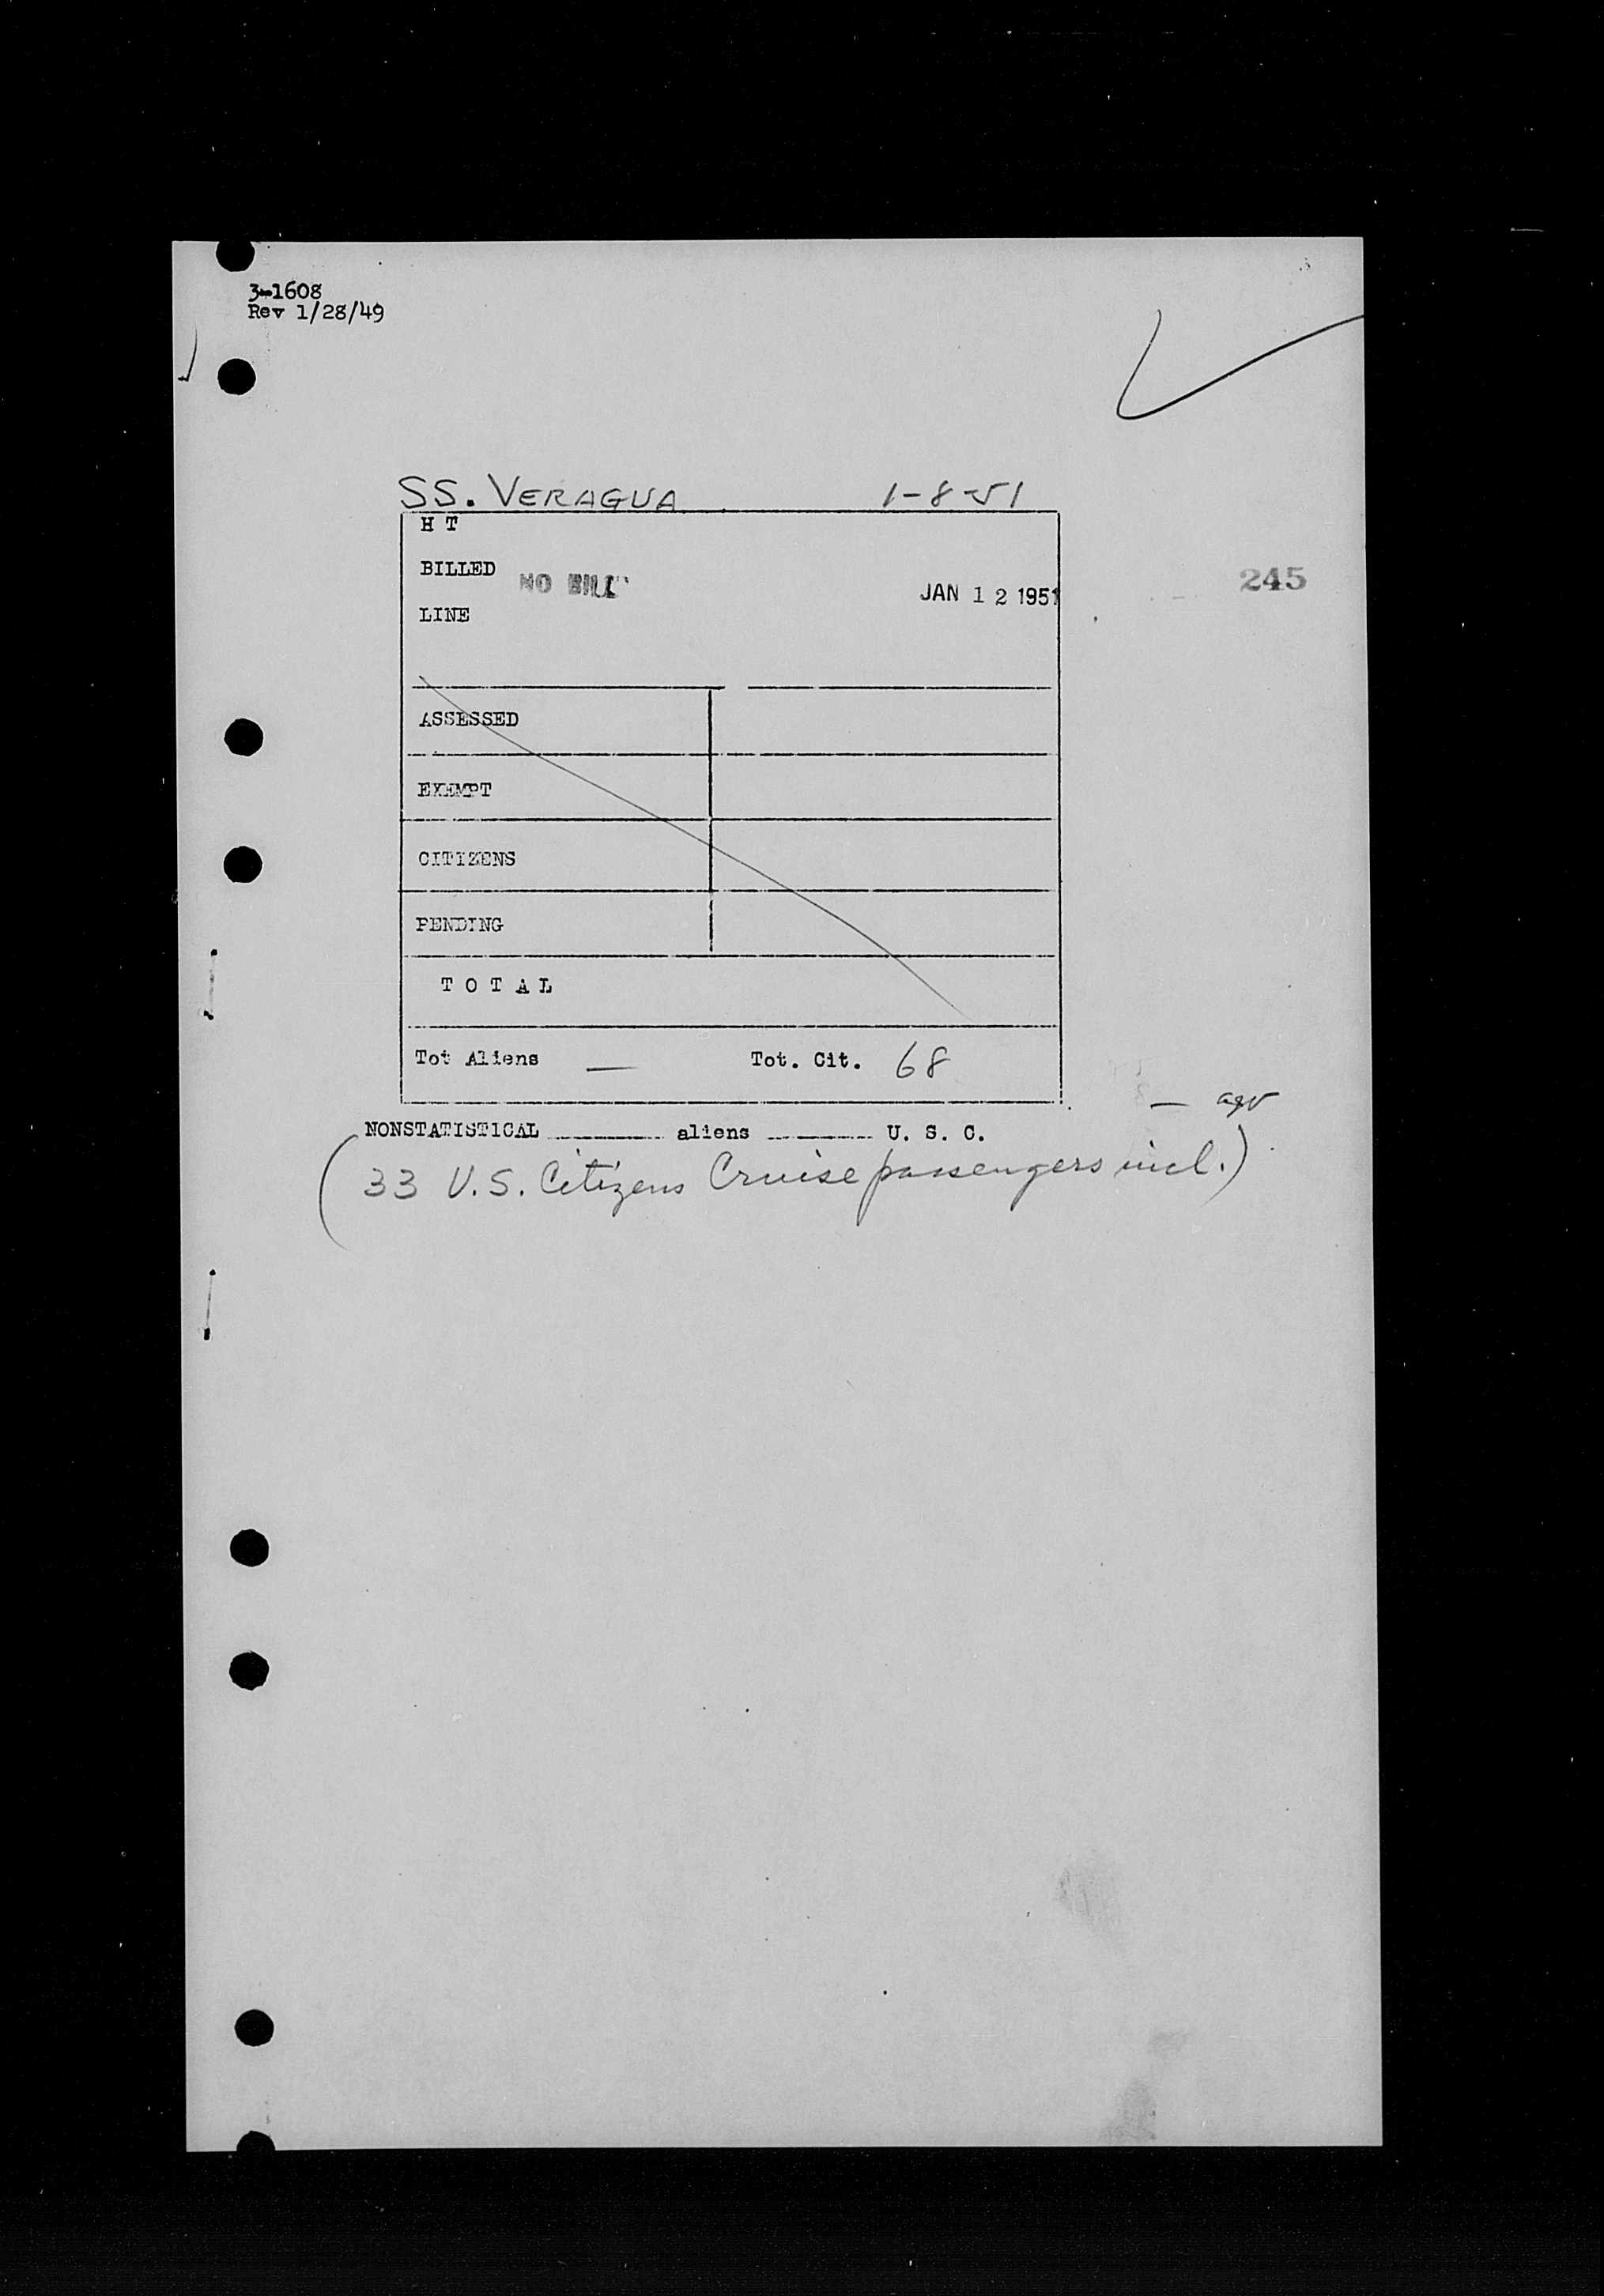 3-1608
Rev 1/28/49
SS. VERAGUA 1-8-51
H T
BILLED NO BILL
JAN 12 1951
245
LINE
ASSESSED
EXEMPT
CITIZENS
PENDING
T O T A L
Tot Aliens — Tot. Cit. 68
NONSTATISTICAL aliens U. S. C.
(33 U.S. Citizens Cruise passengers incl.)